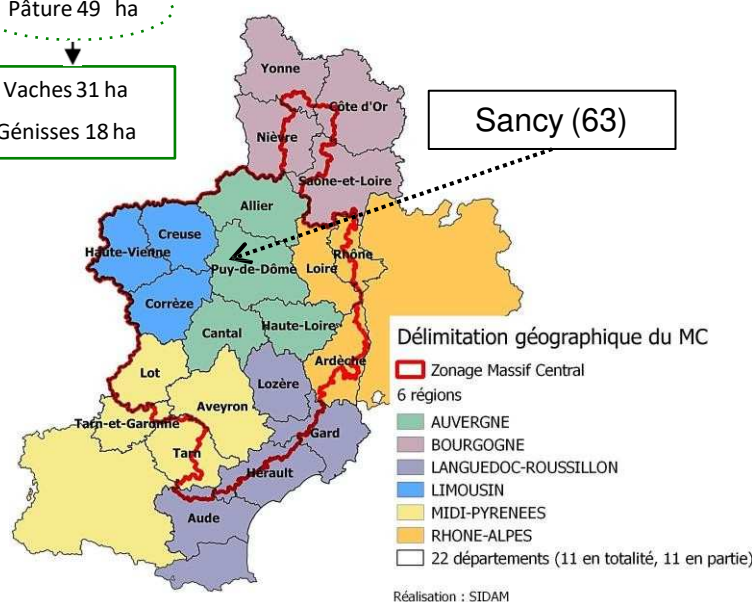 Pâture 49 ha
Vaches 31 ha
Génisses 18 ha
Sancy (63)
Yonne
Côte d'Or
Nièvre
Saône-et-Loire
Allier
Creuse
Haute-Vienne
Puy-de-Dôme
Loire
Rhône
Corrèze
Cantal
Haute-Loire
Ardèche
Lot
Lozère
Aveyron
Tarn-et-Garonne
Gard
Tarn
Hérault
Aude
Délimitation géographique du MC
Zonage Massif Central
6 régions
AUVERGNE
BOURGOGNE
LANGUEDOC-ROUSSILLON
LIMOUSIN
MIDI-PYRENEES
RHONE-ALPES
22 départements (11 en totalité, 11 en partie)
Réalisation : SIDAM